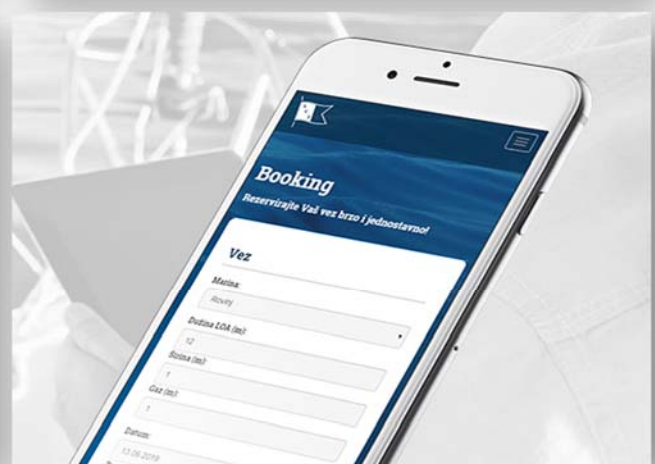 Booking
Rezervirajte Vaš vez brzo i jednostavno!
Vez
Marina:
Rovinj
Dužina LOA (m):
12
Širina (m):
1
Gaz (m):
1
Datum:
13.06.2019